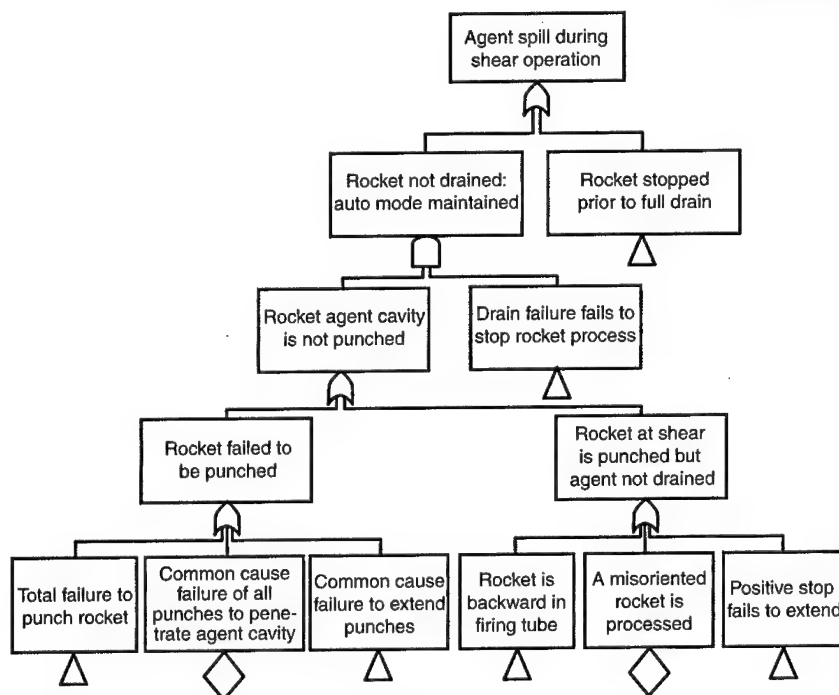 Agent spill during
shear operation
Rocket not drained:
auto mode maintained
Rocket stopped
prior to full drain
Rocket agent cavity
is not punched
Drain failure fails to
stop rocket process
Rocket failed to
be punched
Rocket at shear
is punched but
agent not drained
Total failure to
punch rocket
Common cause
failure of all
punches to pene-
trate agent cavity
Common cause
failure to extend
punches
Rocket is
backward in
firing tube
A misoriented
rocket is
processed
Positive stop
fails to extend